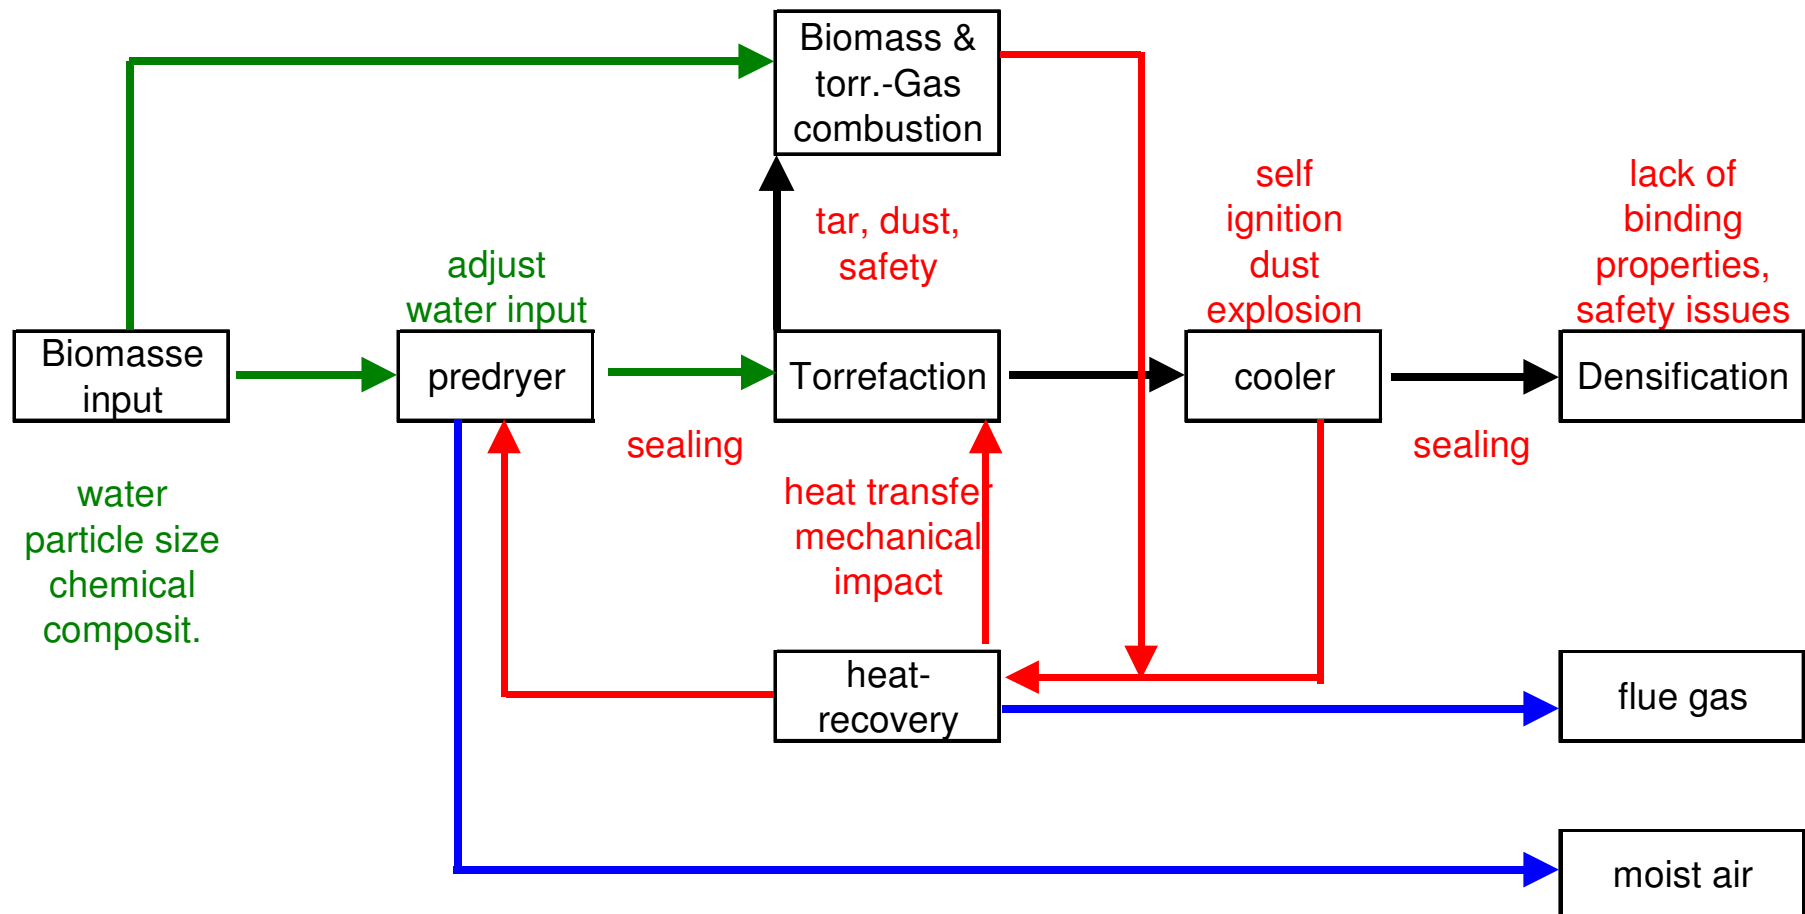 Biomass &
torr.-Gas
combustion
self
ignition
dust
explosion
lack of
binding
properties,
safety issues
tar, dust,
safety
adjust
water input
Biomasse
input
predryer
Torrefaction
cooler
Densification
sealing
sealing
water
particle size
chemical
composit.
heat transfer
mechanical
impact
heat-
recovery
flue gas
moist air